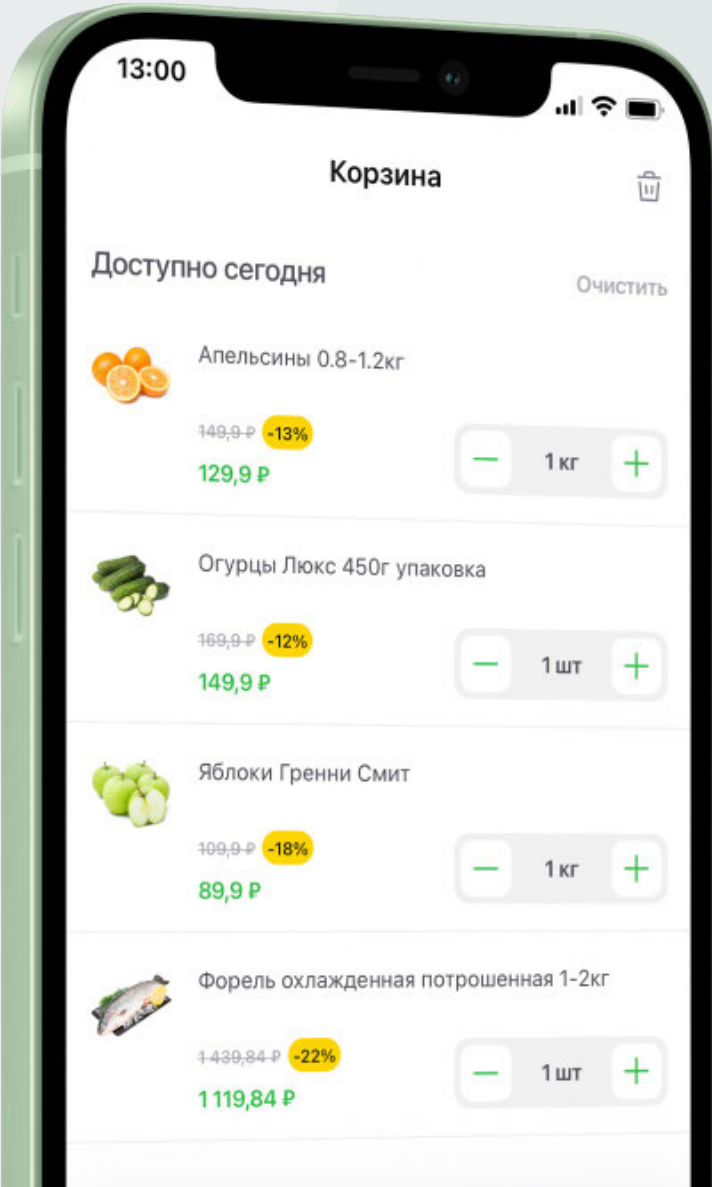 13:00
Корзина
Доступно сегодня
Очистить
Апельсины 0.8-1.2кг
149,9 ₽ -13%
129,9 ₽
1 кг
Огурцы Люкс 450г упаковка
169,9 ₽ -12%
149,9 ₽
1 шт
Яблоки Гренни Смит
109,9 ₽ -18%
89,9 ₽
1 кг
Форель охлажденная потрошенная 1-2кг
1 439,84 ₽ -22%
1 119,84 ₽
1 шт